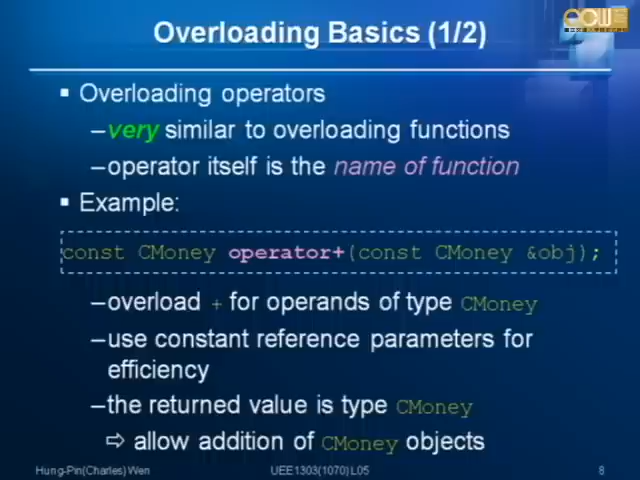 Overloading Basics (1/2)
▪ Overloading operators
–very similar to overloading functions
–operator itself is the name of function
▪ Example:
const CMoney operator+(const CMoney &obj);
–overload + for operands of type CMoney
–use constant reference parameters for
efficiency
–the returned value is type CMoney
⇨ allow addition of CMoney objects
Hung-Pin(Charles) Wen UEE1303(1070) L05 8